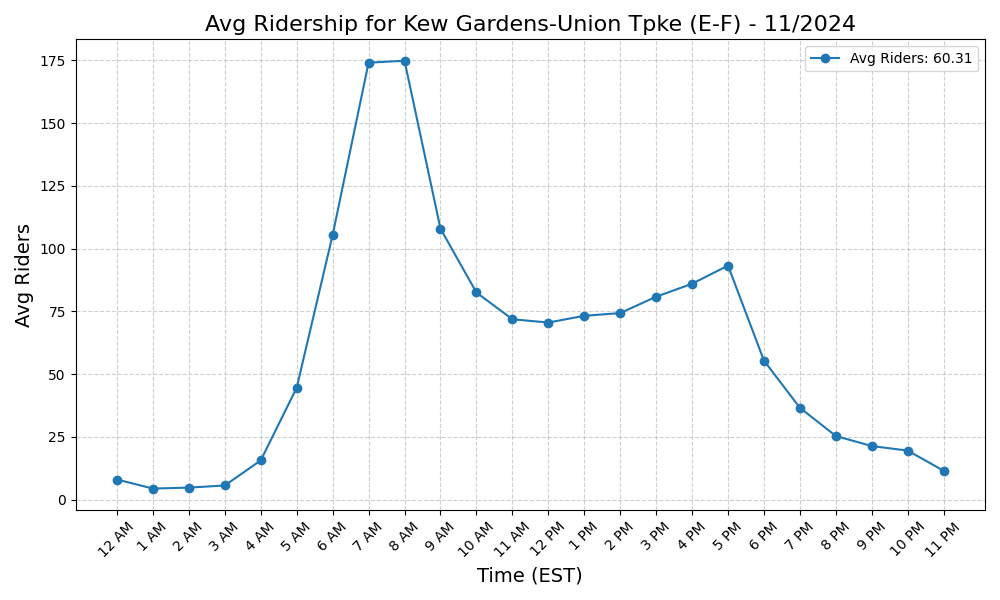 Avg Ridership for Kew Gardens-Union Tpke (E-F) - 11/2024
Avg Riders: 60.31
Avg Riders
175
150
125
100
75
50
25
0
12 AM
1 AM
2 AM
3 AM
4 AM
5 AM
6 AM
7 AM
8 AM
9 AM
10 AM
11 AM
12 PM
1 PM
2 PM
3 PM
4 PM
5 PM
6 PM
7 PM
8 PM
9 PM
10 PM
11 PM
Time (EST)